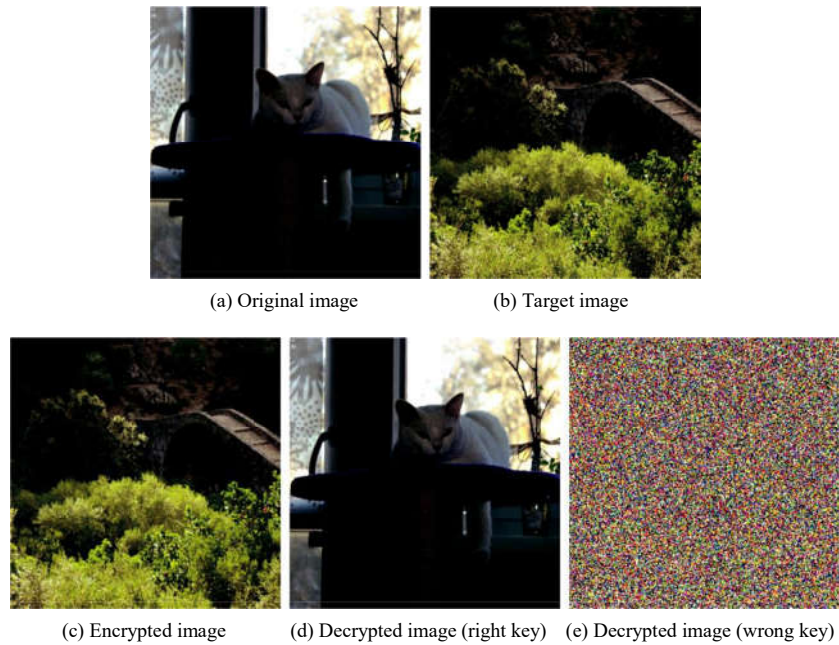 (a) Original image
(b) Target image
(c) Encrypted image
(d) Decrypted image (right key)
(e) Decrypted image (wrong key)